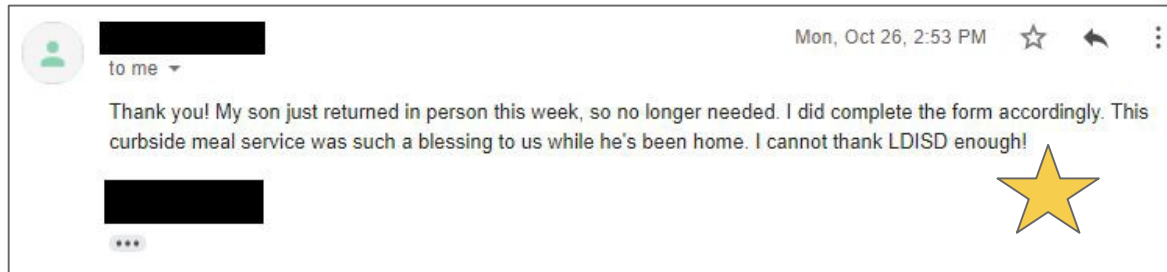 Mon, Oct 26, 2:53 PM
to me
Thank you! My son just returned in person this week, so no longer needed. I did complete the form accordingly. This
curbside meal service was such a blessing to us while he's been home. I cannot thank LDISD enough!